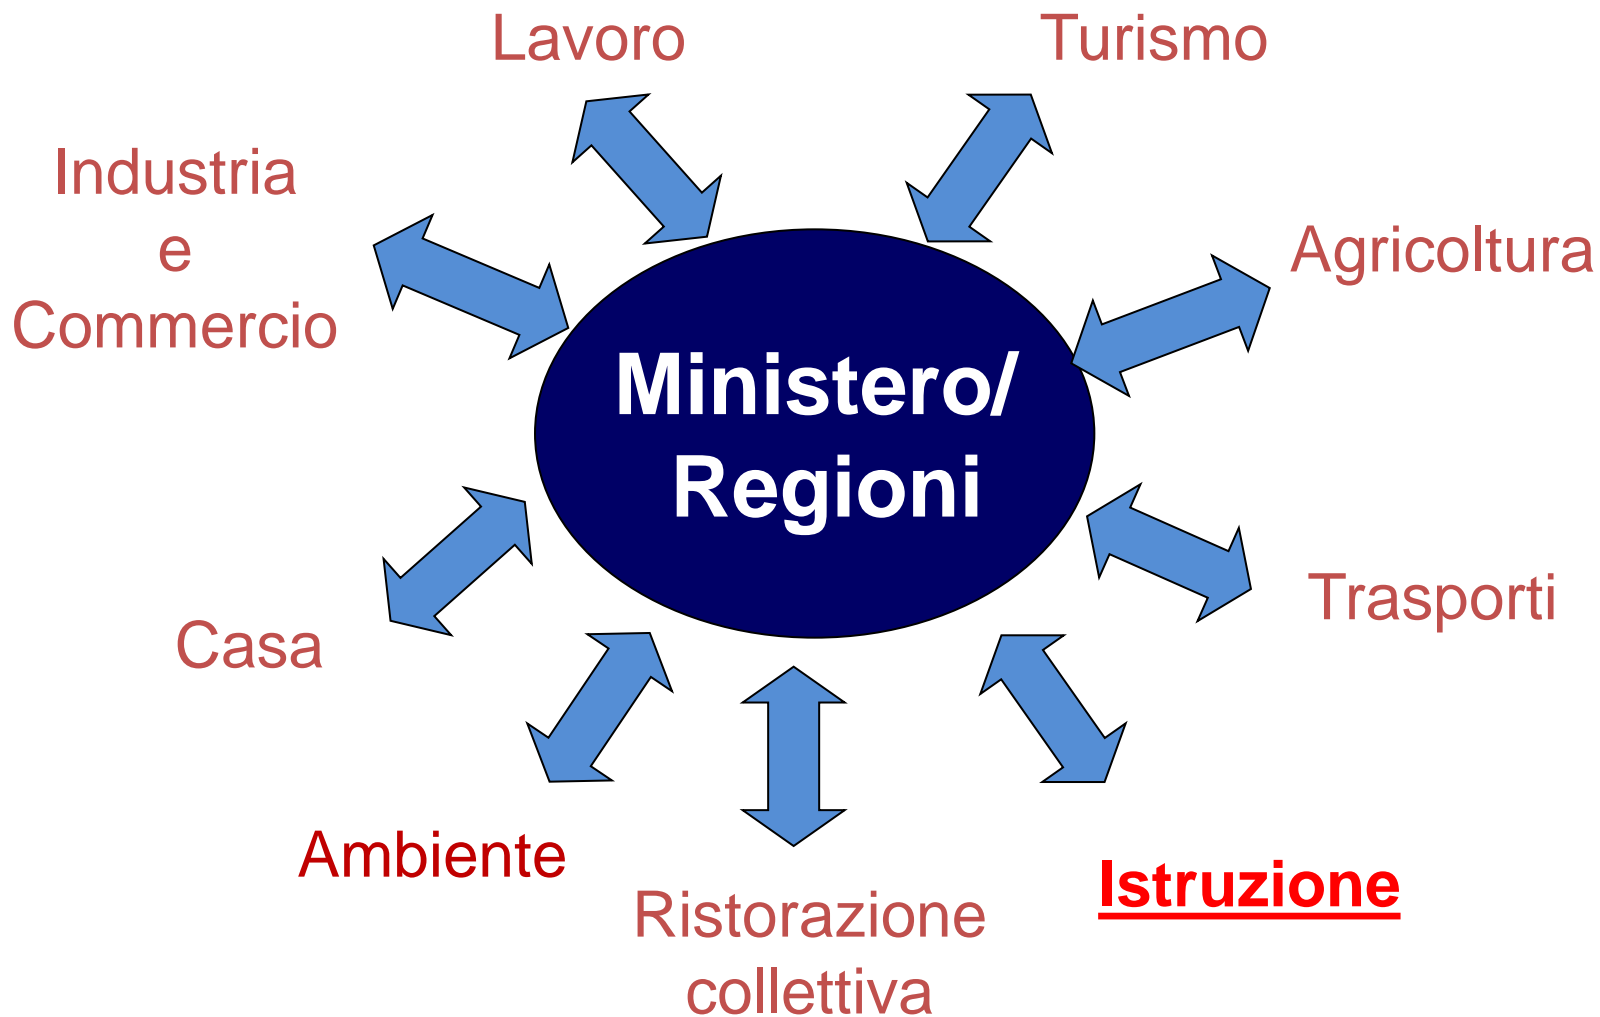 Lavoro
Turismo
Industria
e
Commercio
Agricoltura
Ministero/
Regioni
Casa
Trasporti
Ambiente
Istruzione
Ristorazione
collettiva